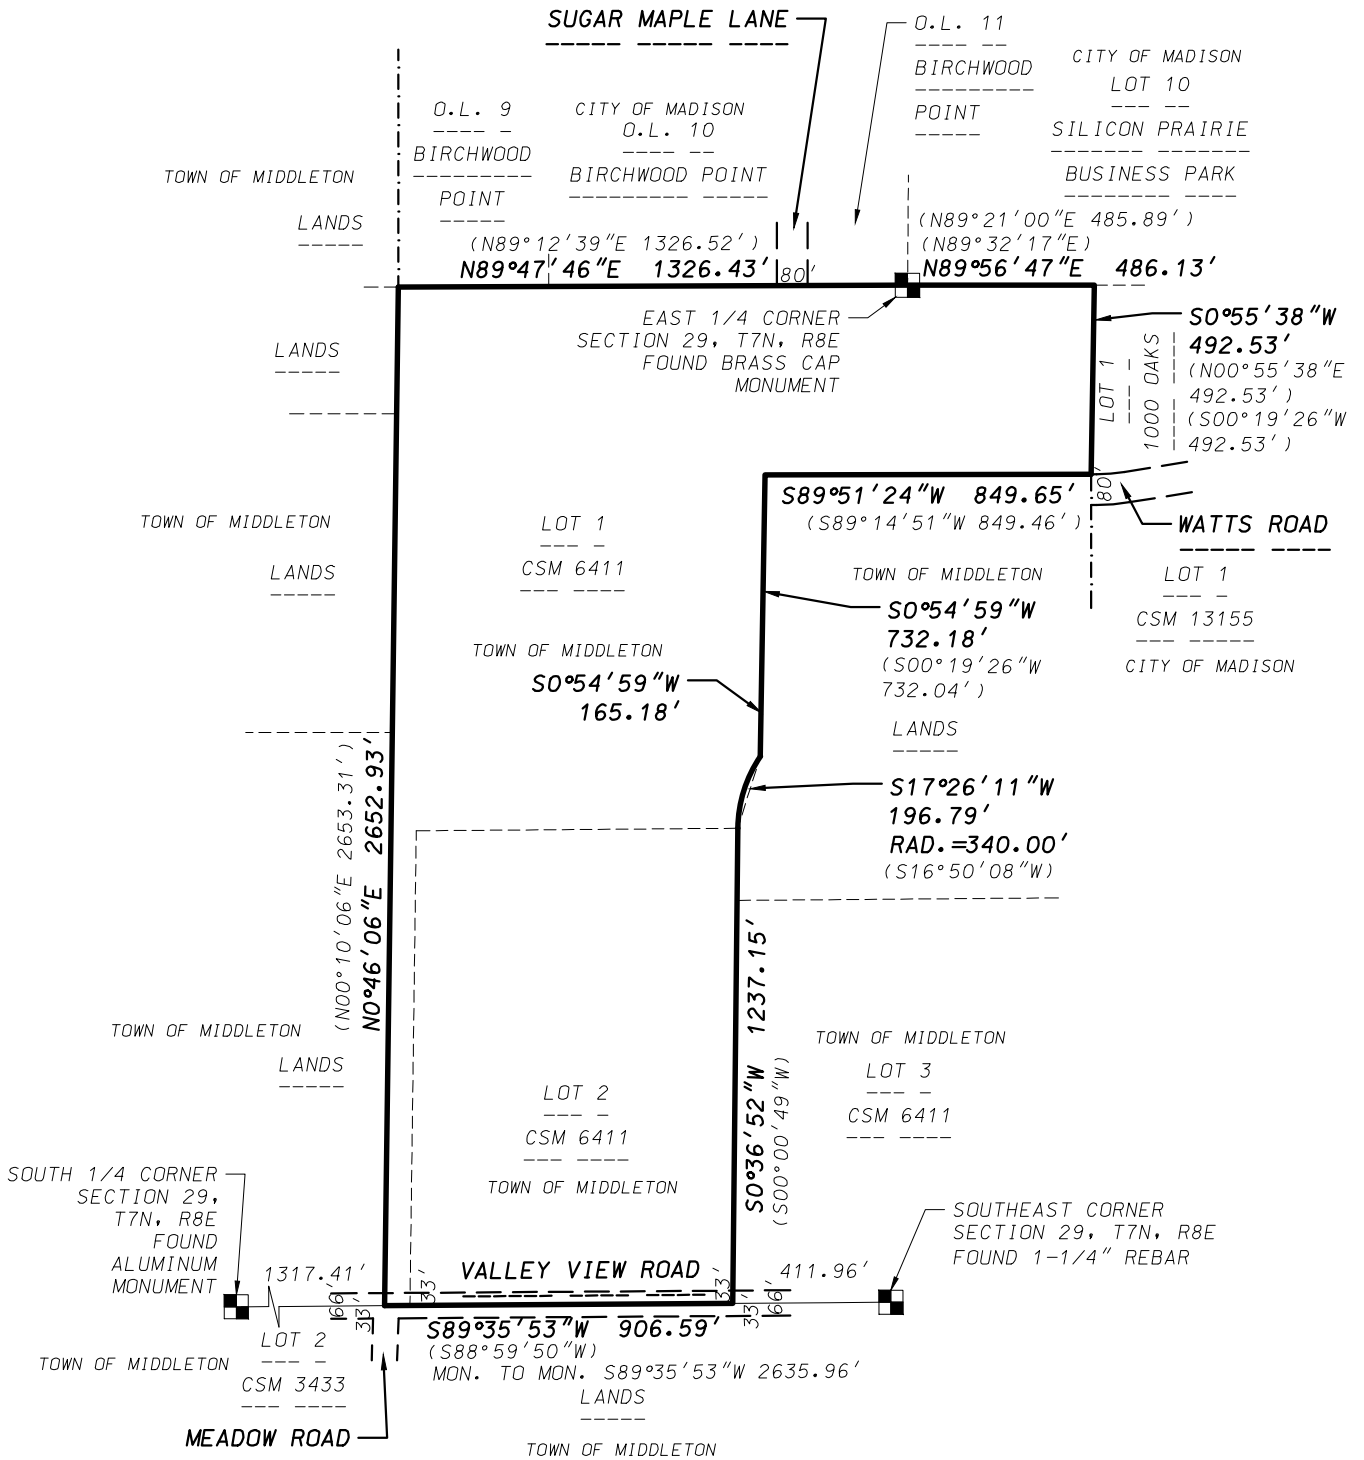 SUGAR MAPLE LANE
O.L. 11
BIRCHWOOD
POINT
CITY OF MADISON
LOT 10
SILICON PRAIRIE
BUSINESS PARK
O.L. 9
BIRCHWOOD
POINT
CITY OF MADISON
O.L. 10
BIRCHWOOD POINT
TOWN OF MIDDLETON
LANDS
(N89°12'39"E 1326.52')
N89°47'46"E 1326.43'
80'
(N89°21'00"E 485.89')
(N89°32'17"E)
N89°56'47"E 486.13'
EAST 1/4 CORNER
SECTION 29, T7N, R8E
FOUND BRASS CAP
MONUMENT
S0°55'38"W
492.53'
(N00°55'38"E
492.53')
(S00°19'26"W
492.53')
LOT 1
1000 OAKS
LANDS
S89°51'24"W 849.65'
(S89°14'51"W 849.46')
80'
WATTS ROAD
TOWN OF MIDDLETON
LANDS
LOT 1
CSM 6411
TOWN OF MIDDLETON
TOWN OF MIDDLETON
LOT 1
CSM 13155
CITY OF MADISON
S0°54'59"W
732.18'
(S00°19'26"W
732.04')
S0°54'59"W
165.18'
LANDS
(N00°10'06"E 2653.31')
N0°46'06"E 2652.93'
S17°26'11"W
196.79'
RAD.=340.00'
(S16°50'08"W)
S0°36'52"W 1237.15'
(S00°00'49"W)
TOWN OF MIDDLETON
LANDS
TOWN OF MIDDLETON
LOT 3
CSM 6411
LOT 2
CSM 6411
TOWN OF MIDDLETON
SOUTH 1/4 CORNER
SECTION 29,
T7N, R8E
FOUND
ALUMINUM
MONUMENT
SOUTHEAST CORNER
SECTION 29, T7N, R8E
FOUND 1-1/4" REBAR
1317.41'
66'
33'
33'
VALLEY VIEW ROAD
33'
33'
66'
411.96'
S89°35'53"W 906.59'
(S88°59'50"W)
MON. TO MON. S89°35'53"W 2635.96'
LOT 2
CSM 3433
TOWN OF MIDDLETON
LANDS
TOWN OF MIDDLETON
MEADOW ROAD